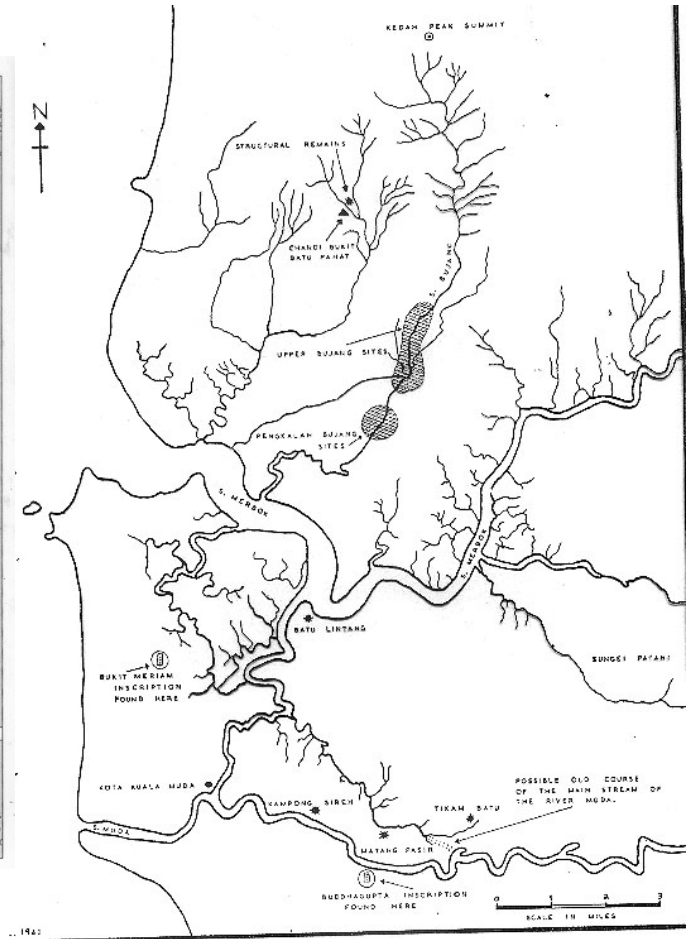 KEDAH PEAK SUMMIT
N
STRUCTURAL REMAINS
CHANDI BUKIT
BATU PAHAT
S. BUJANG
UPPER BUJANG SITES
PENGKALAN BUJANG
SITES
S. MERBOK
S. MERBOK
BATU LINTANG
BUKIT MERIAM
INSCRIPTION
FOUND HERE
SUNGEI PATANI
KOTA KUALA MUDA
KAMPONG SIREH
TIKAM BATU
POSSIBLE OLD COURSE
OF THE MAIN STREAM OF
THE RIVER MUDA.
S. MUDA
MATANG PASIR
BUDDHAGUPTA INSCRIPTION
FOUND HERE
0 1 2 3
SCALE IN MILES